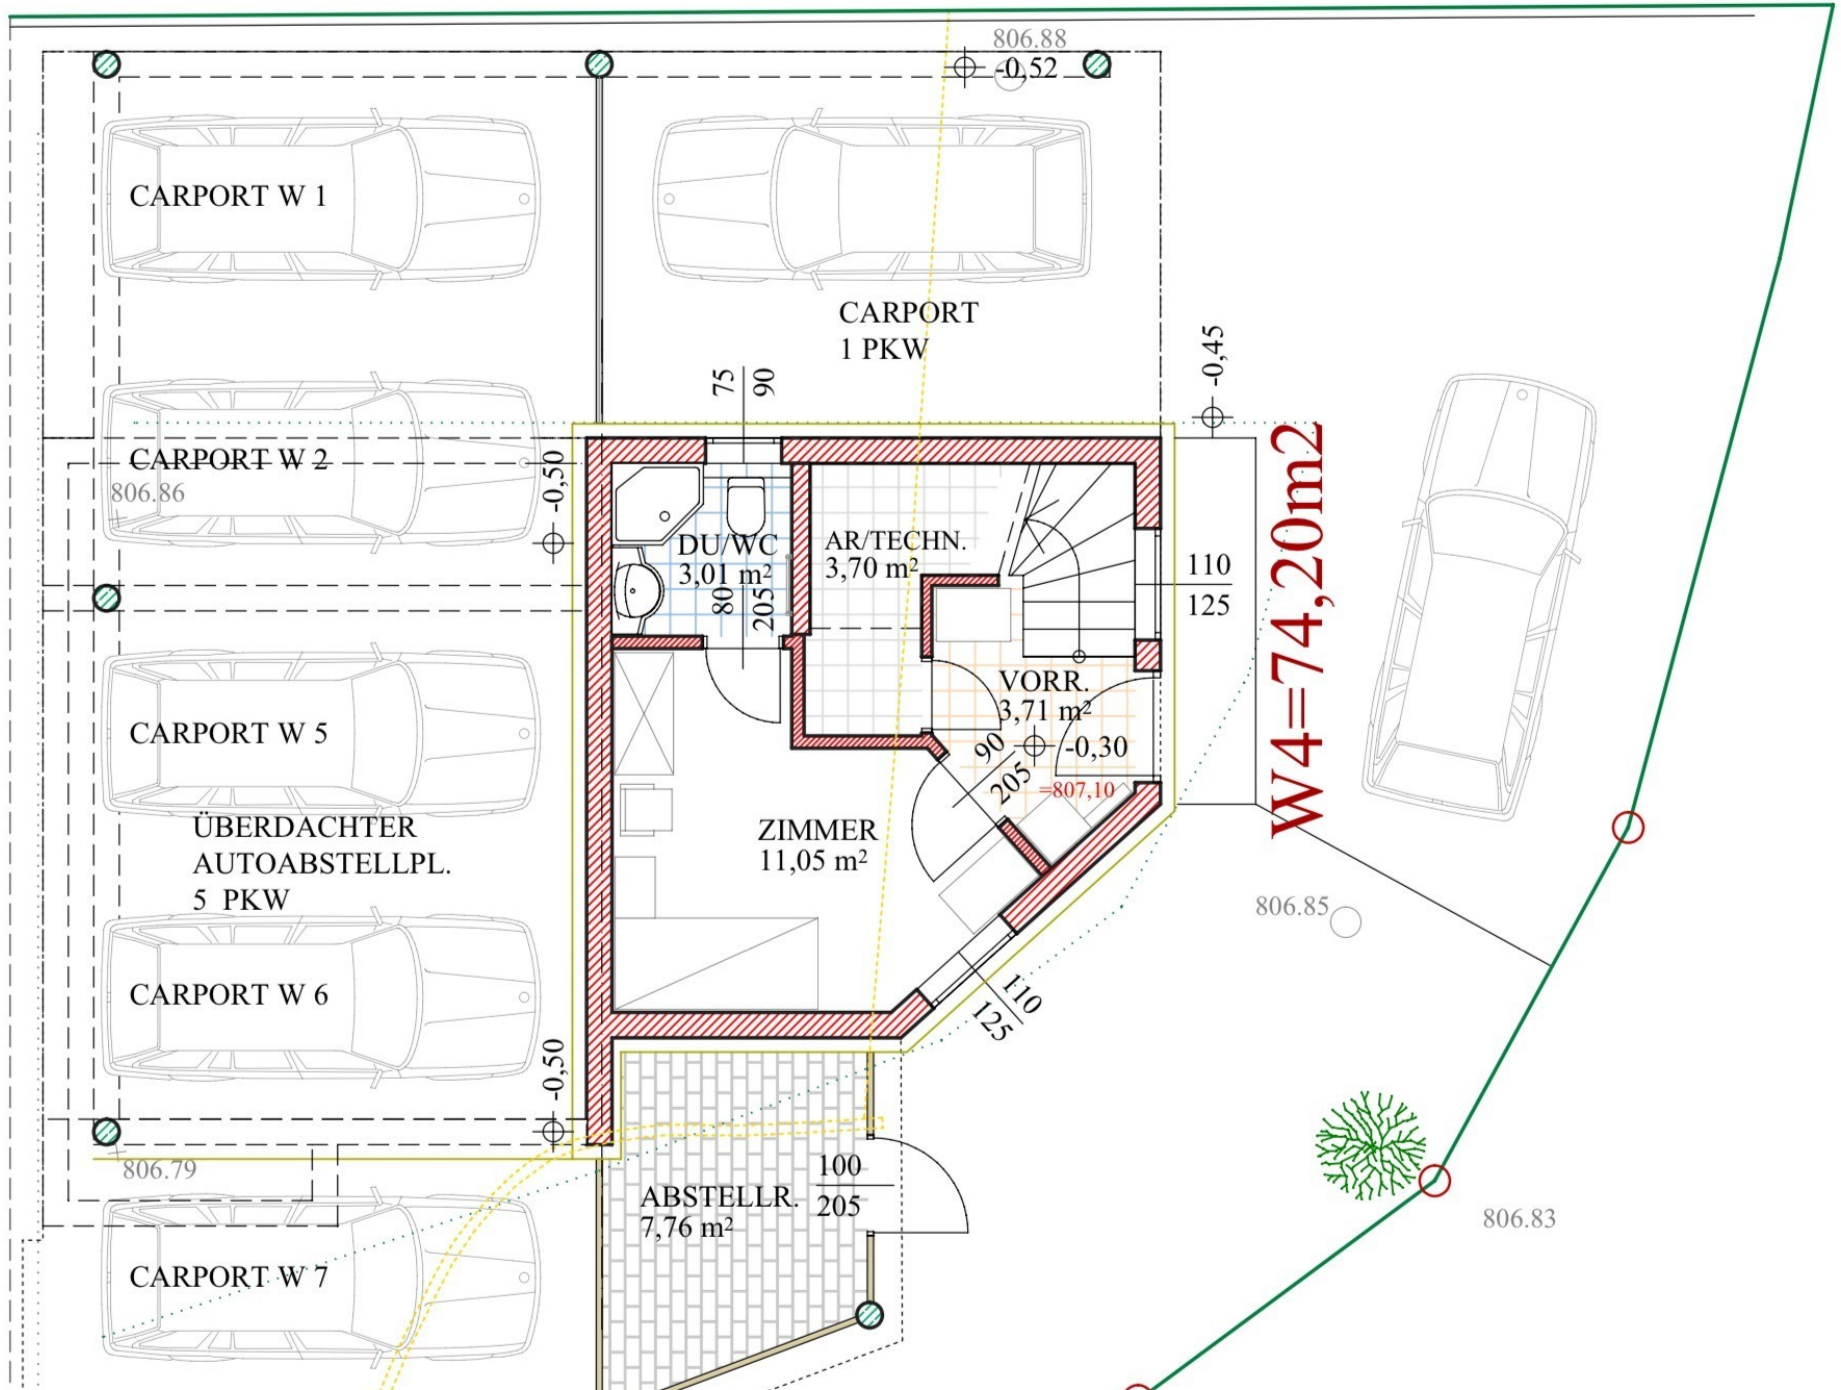 806.88
-0,52
CARPORT W 1
CARPORT
1 PKW
-0,45
75
90
CARPORT W 2
806.86
-0,50
DU/WC
3,01 m²
80
205
AR/TECHN.
3,70 m²
110
125
W4=74,20m2
VORR.
3,71 m²
90
205
-0,30
=807,10
CARPORT W 5
ÜBERDACHTER
AUTOABSTELLPL.
5 PKW
ZIMMER
11,05 m²
806.85
CARPORT W 6
110
125
-0,50
806.79
100
205
ABSTELLR.
7,76 m²
806.83
CARPORT W 7